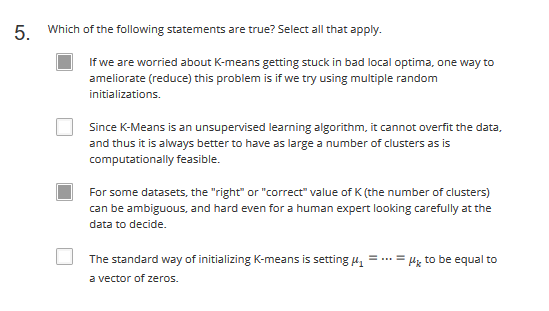 5. Which of the following statements are true? Select all that apply.
If we are worried about K-means getting stuck in bad local optima, one way to
ameliorate (reduce) this problem is if we try using multiple random
initializations.
Since K-Means is an unsupervised learning algorithm, it cannot overfit the data,
and thus it is always better to have as large a number of clusters as is
computationally feasible.
For some datasets, the "right" or "correct" value of K (the number of clusters)
can be ambiguous, and hard even for a human expert looking carefully at the
data to decide.
The standard way of initializing K-means is setting μ₁ = ⋯ = μₖ to be equal to
a vector of zeros.